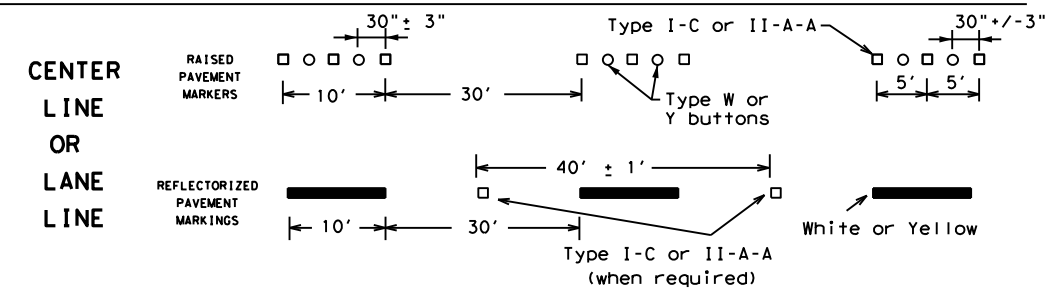 CENTER
LINE
OR
LANE
LINE
RAISED
PAVEMENT
MARKERS
30"± 3"
10'
30'
Type I-C or II-A-A
Type W or
Y buttons
30"+/-3"
5'
5'
REFLECTORIZED
PAVEMENT
MARKINGS
10'
30'
40' ± 1'
Type I-C or II-A-A
(when required)
White or Yellow